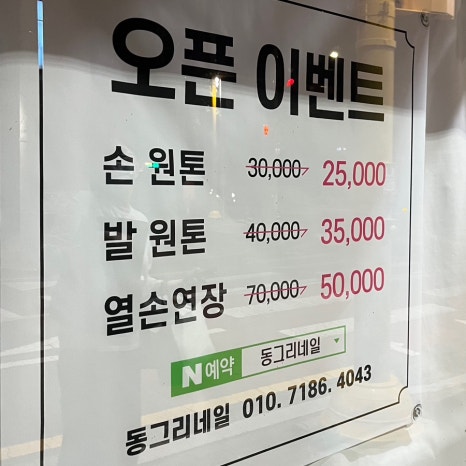 오픈 이벤트
손 원톤 30,000 25,000
발 원톤 40,000 35,000
열손연장 70,000 50,000
N예약 동그리네일
동그리네일 010. 7186. 4043